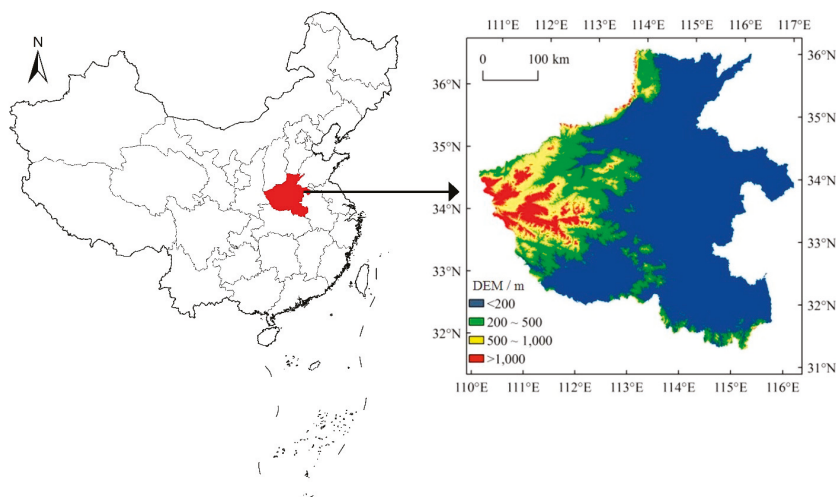 N
111°E 112°E 113°E 114°E 115°E 116°E 117°E
0 100 km
36°N 36°N
35°N 35°N
34°N 34°N
33°N 33°N
32°N 32°N
31°N
DEM / m
<200
200 ~ 500
500 ~ 1,000
>1,000
110°E 111°E 112°E 113°E 114°E 115°E 116°E